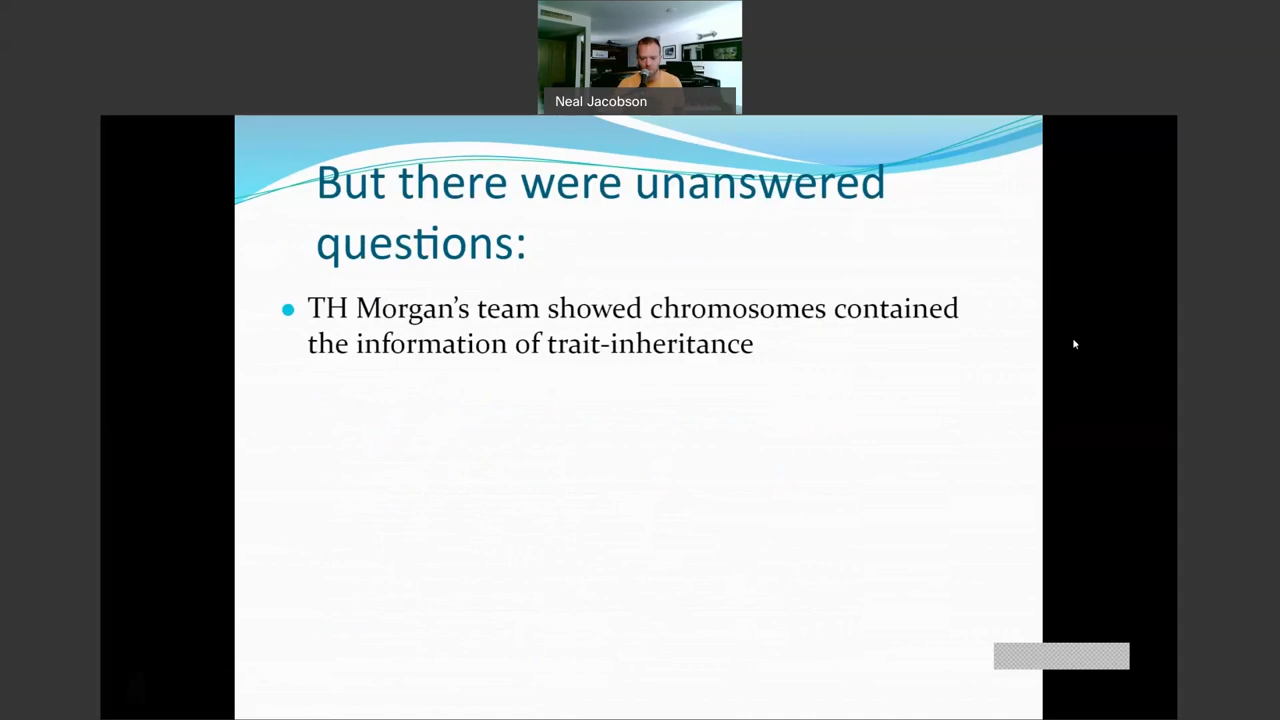 Neal Jacobson
But there were unanswered
questions:
TH Morgan’s team showed chromosomes contained
the information of trait-inheritance